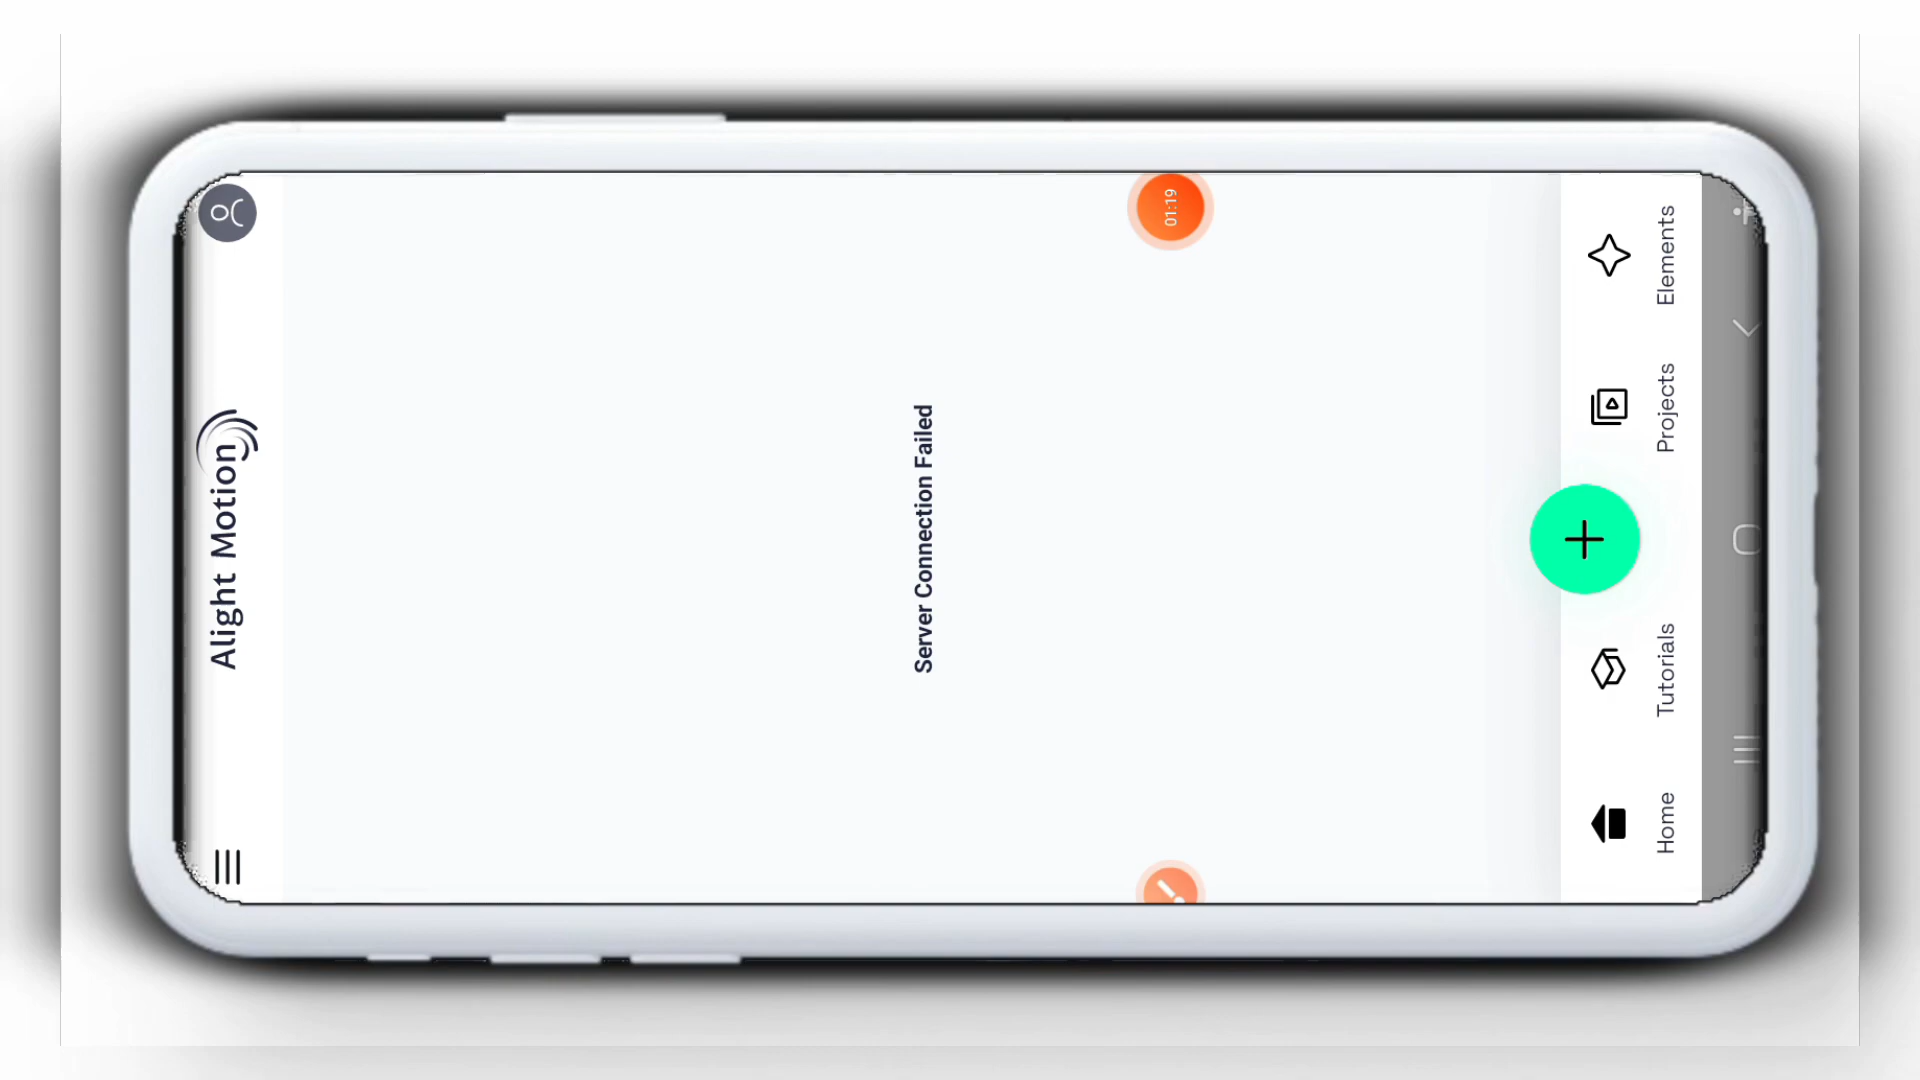 Alight Motion
01:19
Server Connection Failed
Home
Tutorials
Projects
Elements